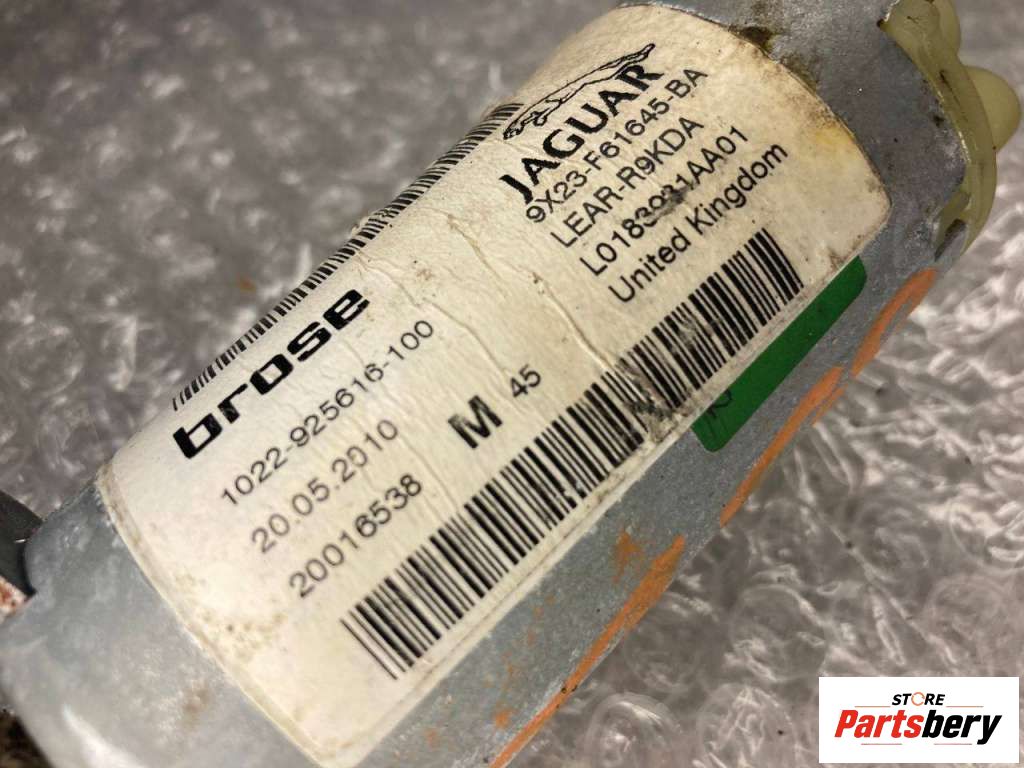 JAGUAR
9X23-F61645-BA
LEAR-R9KDA
L0183931AA01
United Kingdom
brose
1022-925616-100
20.05.2010
20016538 M 45
STORE
Partsbery